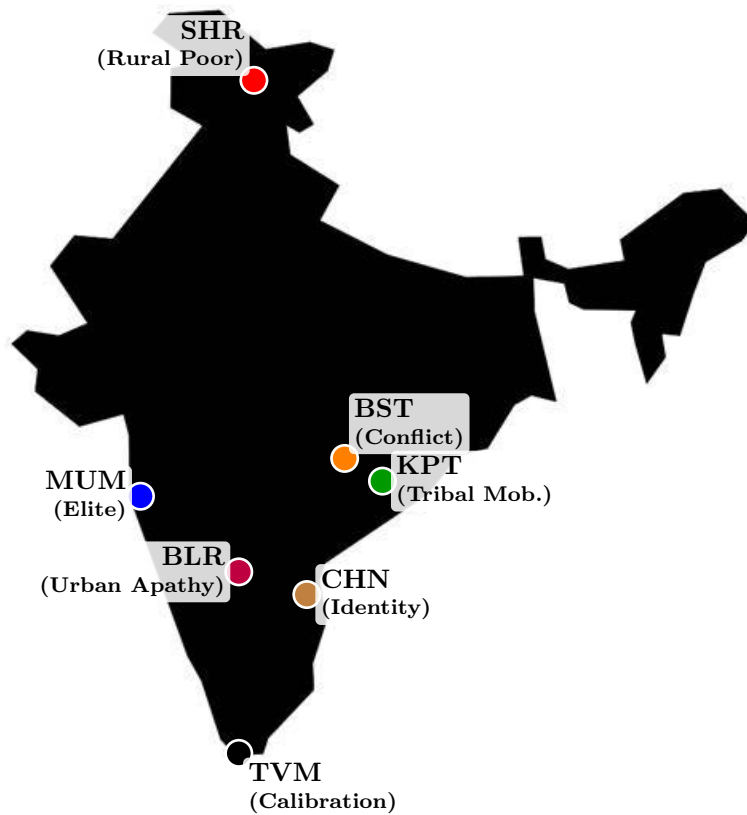 SHR
(Rural Poor)
BST
(Conflict)
KPT
(Tribal Mob.)
MUM
(Elite)
BLR
(Urban Apathy)
CHN
(Identity)
TVM
(Calibration)